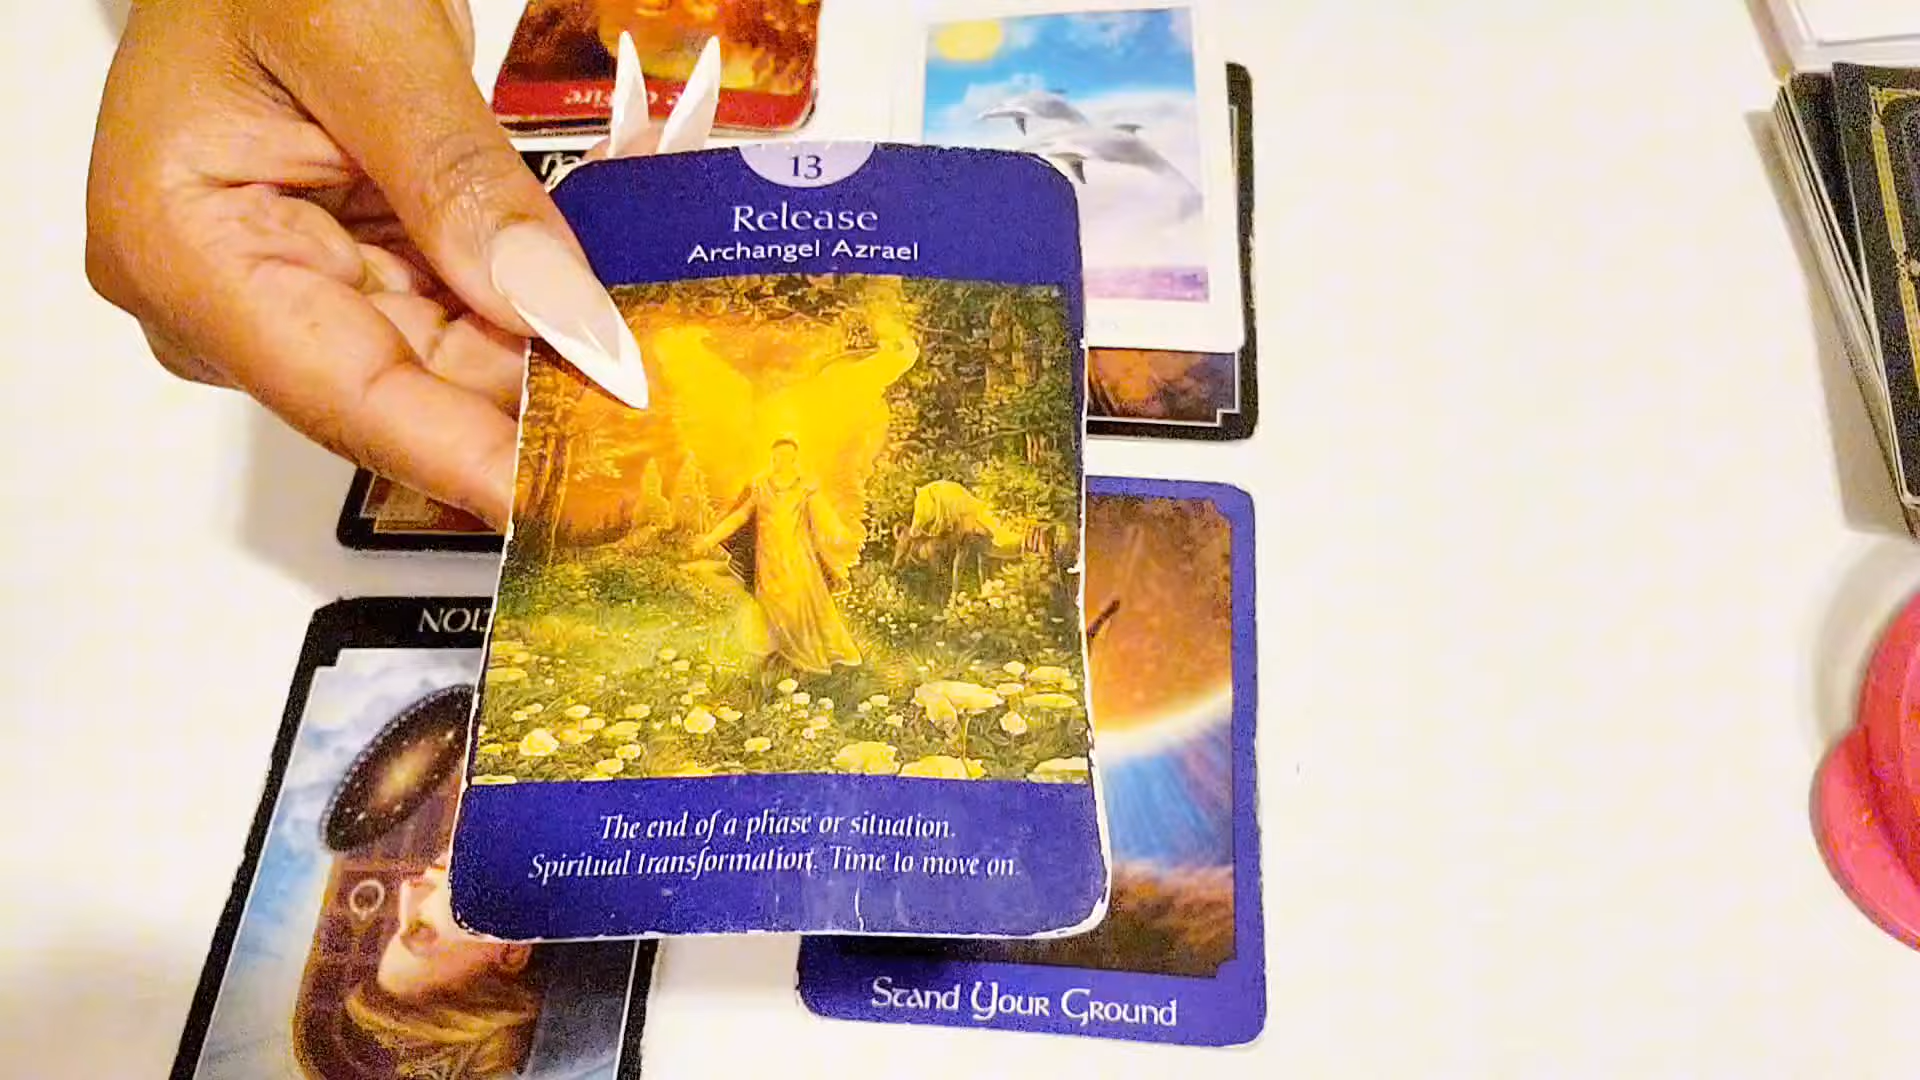 13
Release
Archangel Azrael
The end of a phase or situation.
Spiritual transformation. Time to move on.
Stand Your Ground